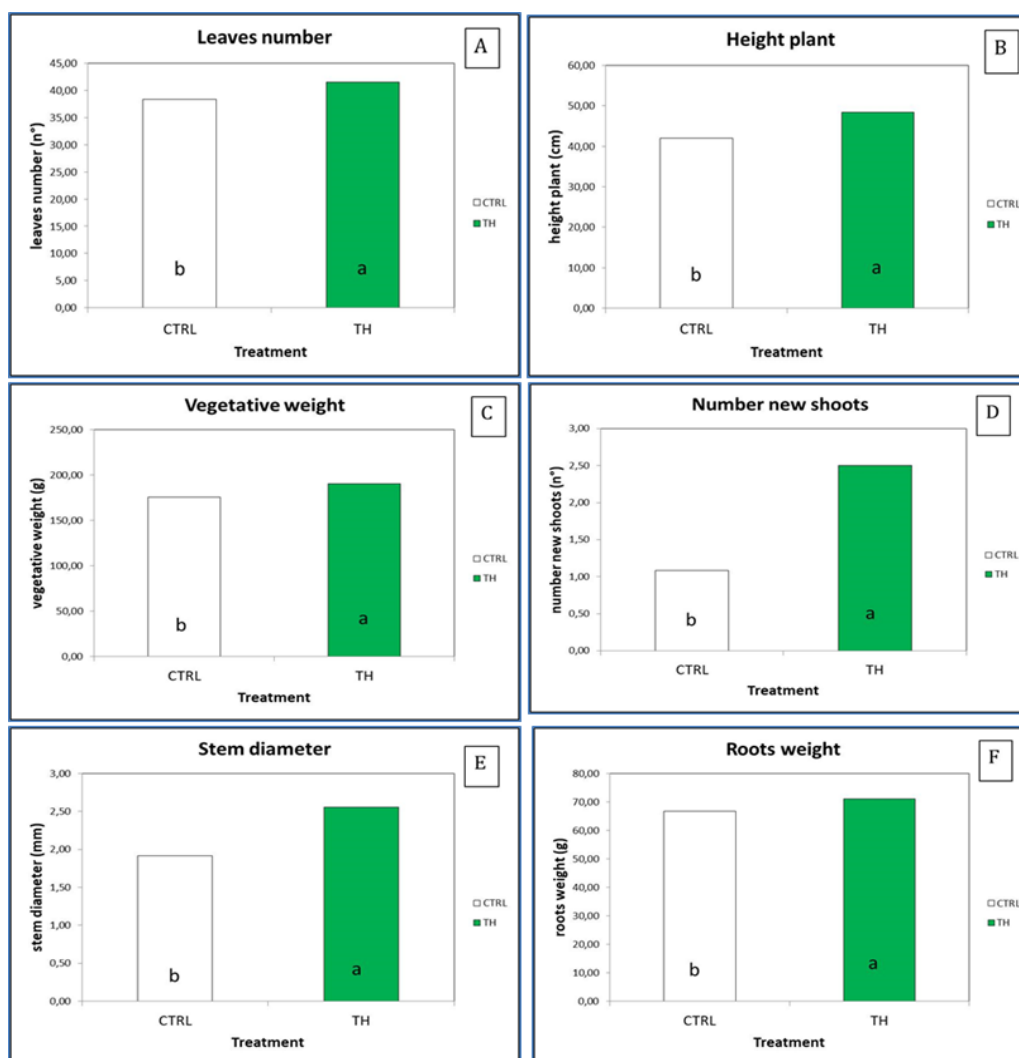 Leaves number
A
45,00
40,00
35,00
30,00
25,00
20,00
15,00
10,00
5,00
0,00
leaves number (n°)
b
a
CTRL
TH
CTRL
TH
Treatment
Height plant
B
60,00
50,00
40,00
30,00
20,00
10,00
0,00
height plant (cm)
b
a
CTRL
TH
CTRL
TH
Treatment
Vegetative weight
C
250,00
200,00
150,00
100,00
50,00
0,00
vegetative weight (g)
b
a
CTRL
TH
CTRL
TH
Treatment
Number new shoots
D
3,00
2,50
2,00
1,50
1,00
0,50
0,00
number new shoots (n°)
b
a
CTRL
TH
CTRL
TH
Treatment
Stem diameter
E
3,00
2,50
2,00
1,50
1,00
0,50
0,00
stem diameter (mm)
b
a
CTRL
TH
CTRL
TH
Treatment
Roots weight
F
80,00
70,00
60,00
50,00
40,00
30,00
20,00
10,00
0,00
roots weight (g)
b
a
CTRL
TH
CTRL
TH
Treatment